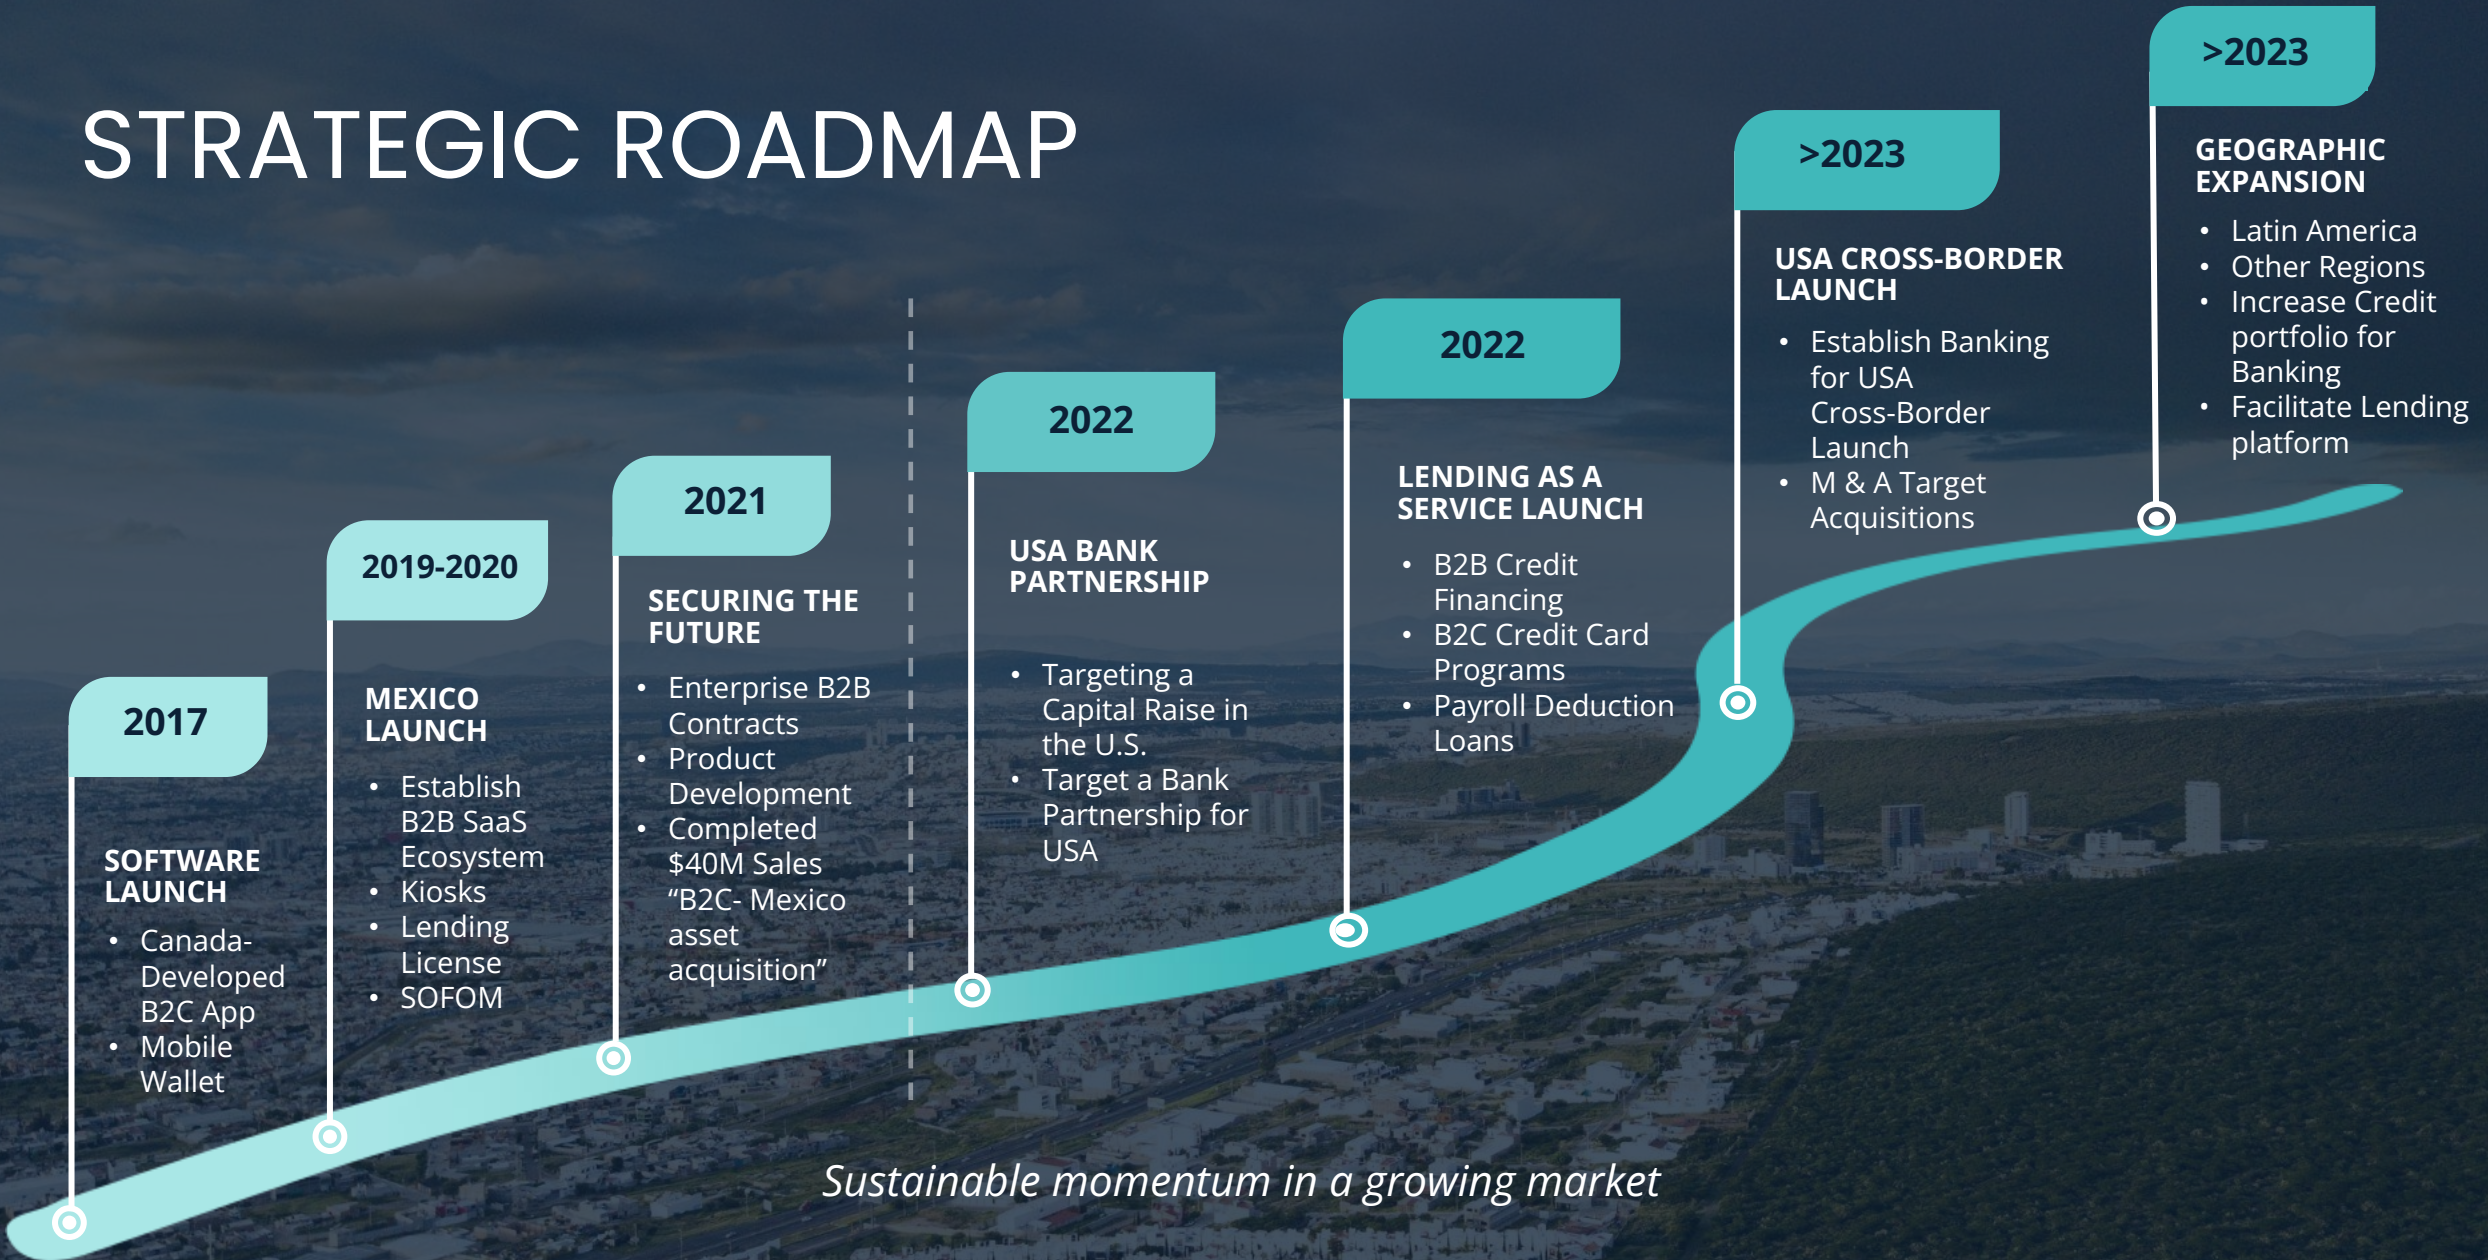 STRATEGIC ROADMAP
2017
SOFTWARE
LAUNCH
• Canada-
Developed
B2C App
• Mobile
Wallet
2019-2020
MEXICO
LAUNCH
• Establish
B2B SaaS
Ecosystem
• Kiosks
• Lending
License
• SOFOM
2021
SECURING THE
FUTURE
• Enterprise B2B
Contracts
• Product
Development
• Completed
$40M Sales
“B2C- Mexico
asset
acquisition”
2022
USA BANK
PARTNERSHIP
• Targeting a
Capital Raise in
the U.S.
• Target a Bank
Partnership for
USA
2022
LENDING AS A
SERVICE LAUNCH
• B2B Credit
Financing
• B2C Credit Card
Programs
• Payroll Deduction
Loans
>2023
USA CROSS-BORDER
LAUNCH
• Establish Banking
for USA
Cross-Border
Launch
• M & A Target
Acquisitions
>2023
GEOGRAPHIC
EXPANSION
• Latin America
• Other Regions
• Increase Credit
portfolio for
Banking
• Facilitate Lending
platform
Sustainable momentum in a growing market